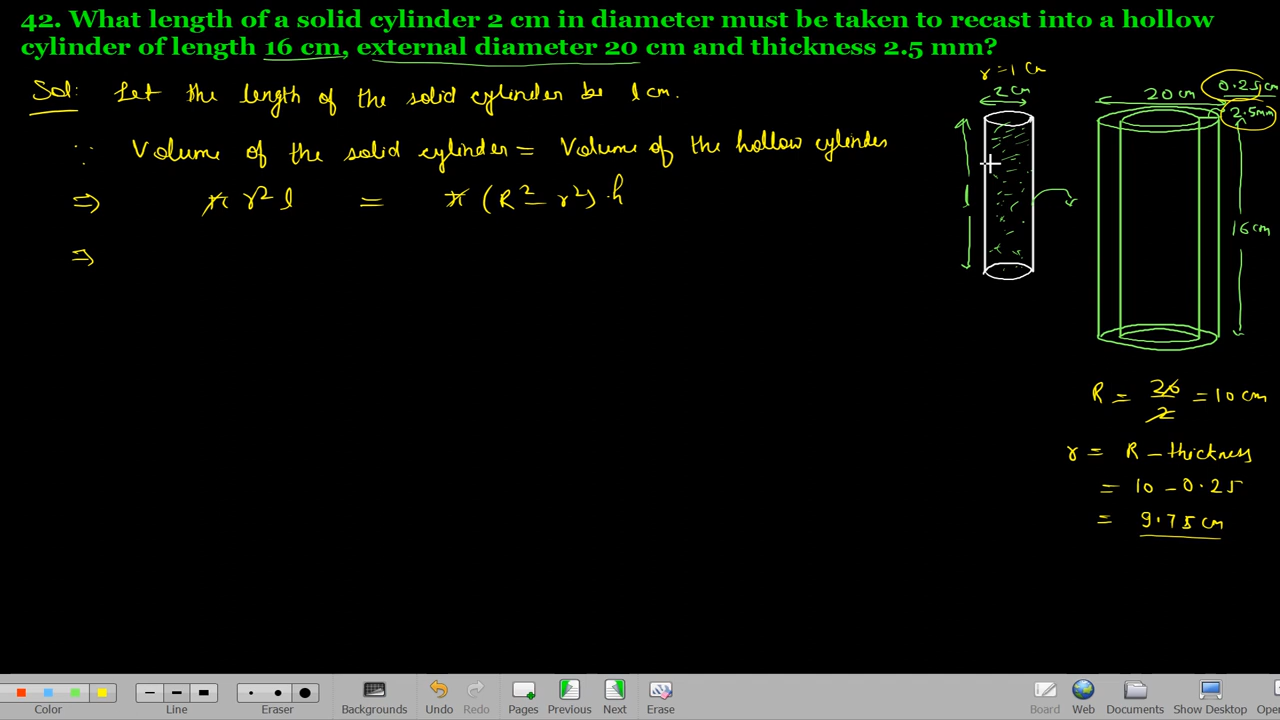 42. What length of a solid cylinder 2 cm in diameter must be taken to recast into a hollow
cylinder of length 16 cm, external diameter 20 cm and thickness 2.5 mm?
Sol: Let the length of the solid cylinder be l cm.
∵ Volume of the solid cylinder = Volume of the hollow cylinder
⇒ π r² l = π (R² – r²) · h
⇒
r = 1 cm
2 cm
l
20 cm
0.25 cm
2.5mm
16 cm
R = 20/2 = 10 cm
r = R – thickness
= 10 – 0.25
= 9.75 cm
Color
Line
Eraser
Backgrounds
Undo
Redo
Pages
Previous
Next
Erase
Board
Web
Documents
Show Desktop